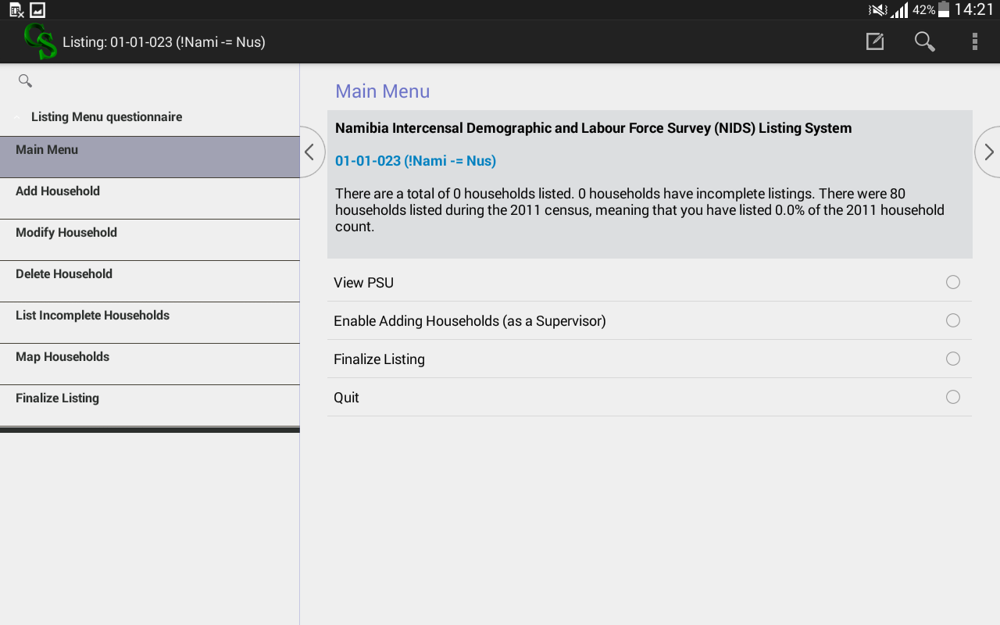 42% 14:21
CS Listing: 01-01-023 (!Nami -= Nus)
Listing Menu questionnaire
Main Menu
Add Household
Modify Household
Delete Household
List Incomplete Households
Map Households
Finalize Listing
Main Menu
Namibia Intercensal Demographic and Labour Force Survey (NIDS) Listing System
01-01-023 (!Nami -= Nus)
There are a total of 0 households listed. 0 households have incomplete listings. There were 80
households listed during the 2011 census, meaning that you have listed 0.0% of the 2011 household
count.
View PSU
Enable Adding Households (as a Supervisor)
Finalize Listing
Quit